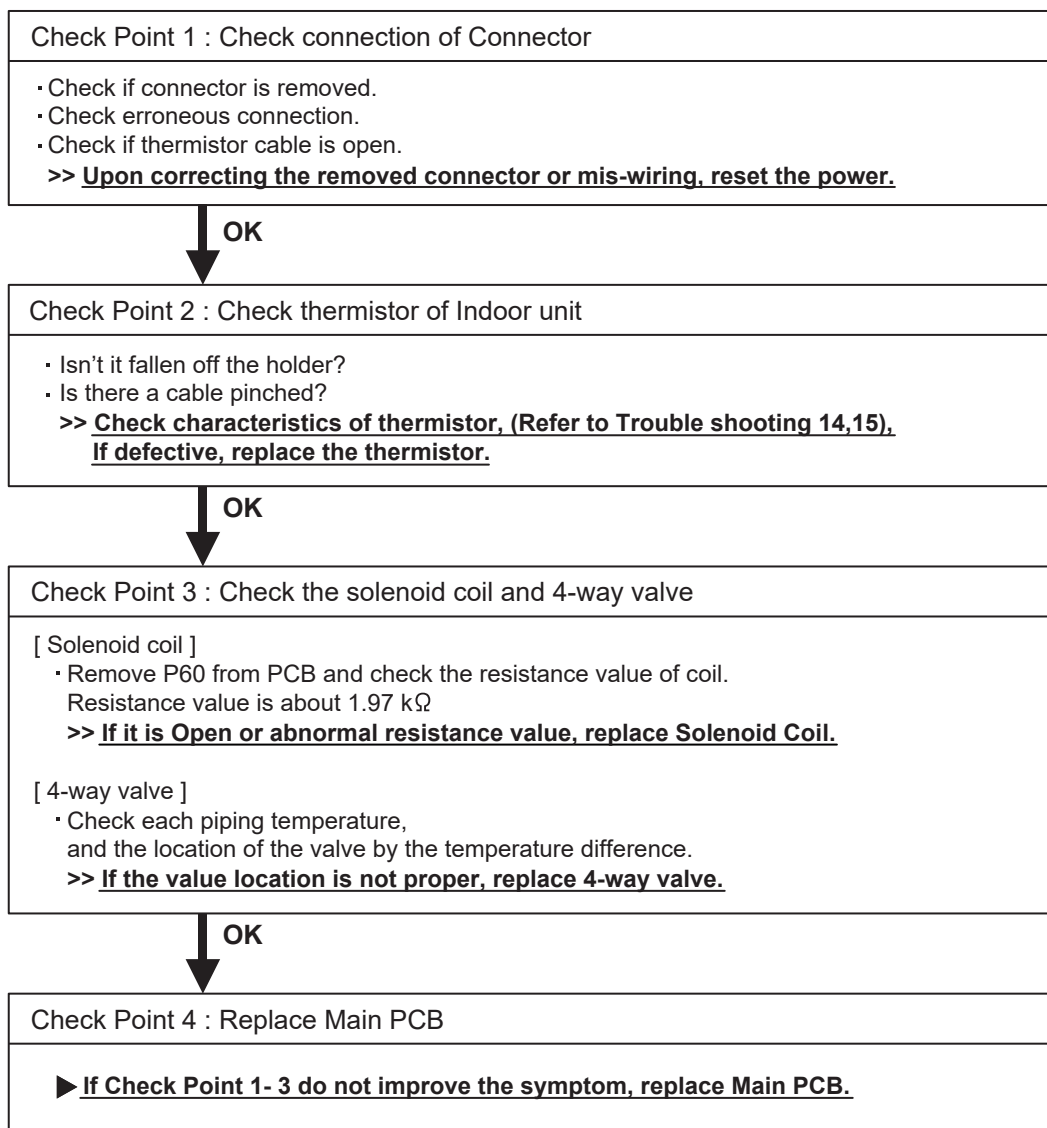 Check Point 1 : Check connection of Connector
・Check if connector is removed.
・Check erroneous connection.
・Check if thermistor cable is open.
>> Upon correcting the removed connector or mis-wiring, reset the power.
OK
Check Point 2 : Check thermistor of Indoor unit
・Isn’t it fallen off the holder?
・Is there a cable pinched?
>> Check characteristics of thermistor, (Refer to Trouble shooting 14,15),
If defective, replace the thermistor.
OK
Check Point 3 : Check the solenoid coil and 4-way valve
[ Solenoid coil ]
・Remove P60 from PCB and check the resistance value of coil.
Resistance value is about 1.97 kΩ
>> If it is Open or abnormal resistance value, replace Solenoid Coil.
[ 4-way valve ]
・Check each piping temperature,
and the location of the valve by the temperature difference.
>> If the value location is not proper, replace 4-way valve.
OK
Check Point 4 : Replace Main PCB
▶ If Check Point 1- 3 do not improve the symptom, replace Main PCB.